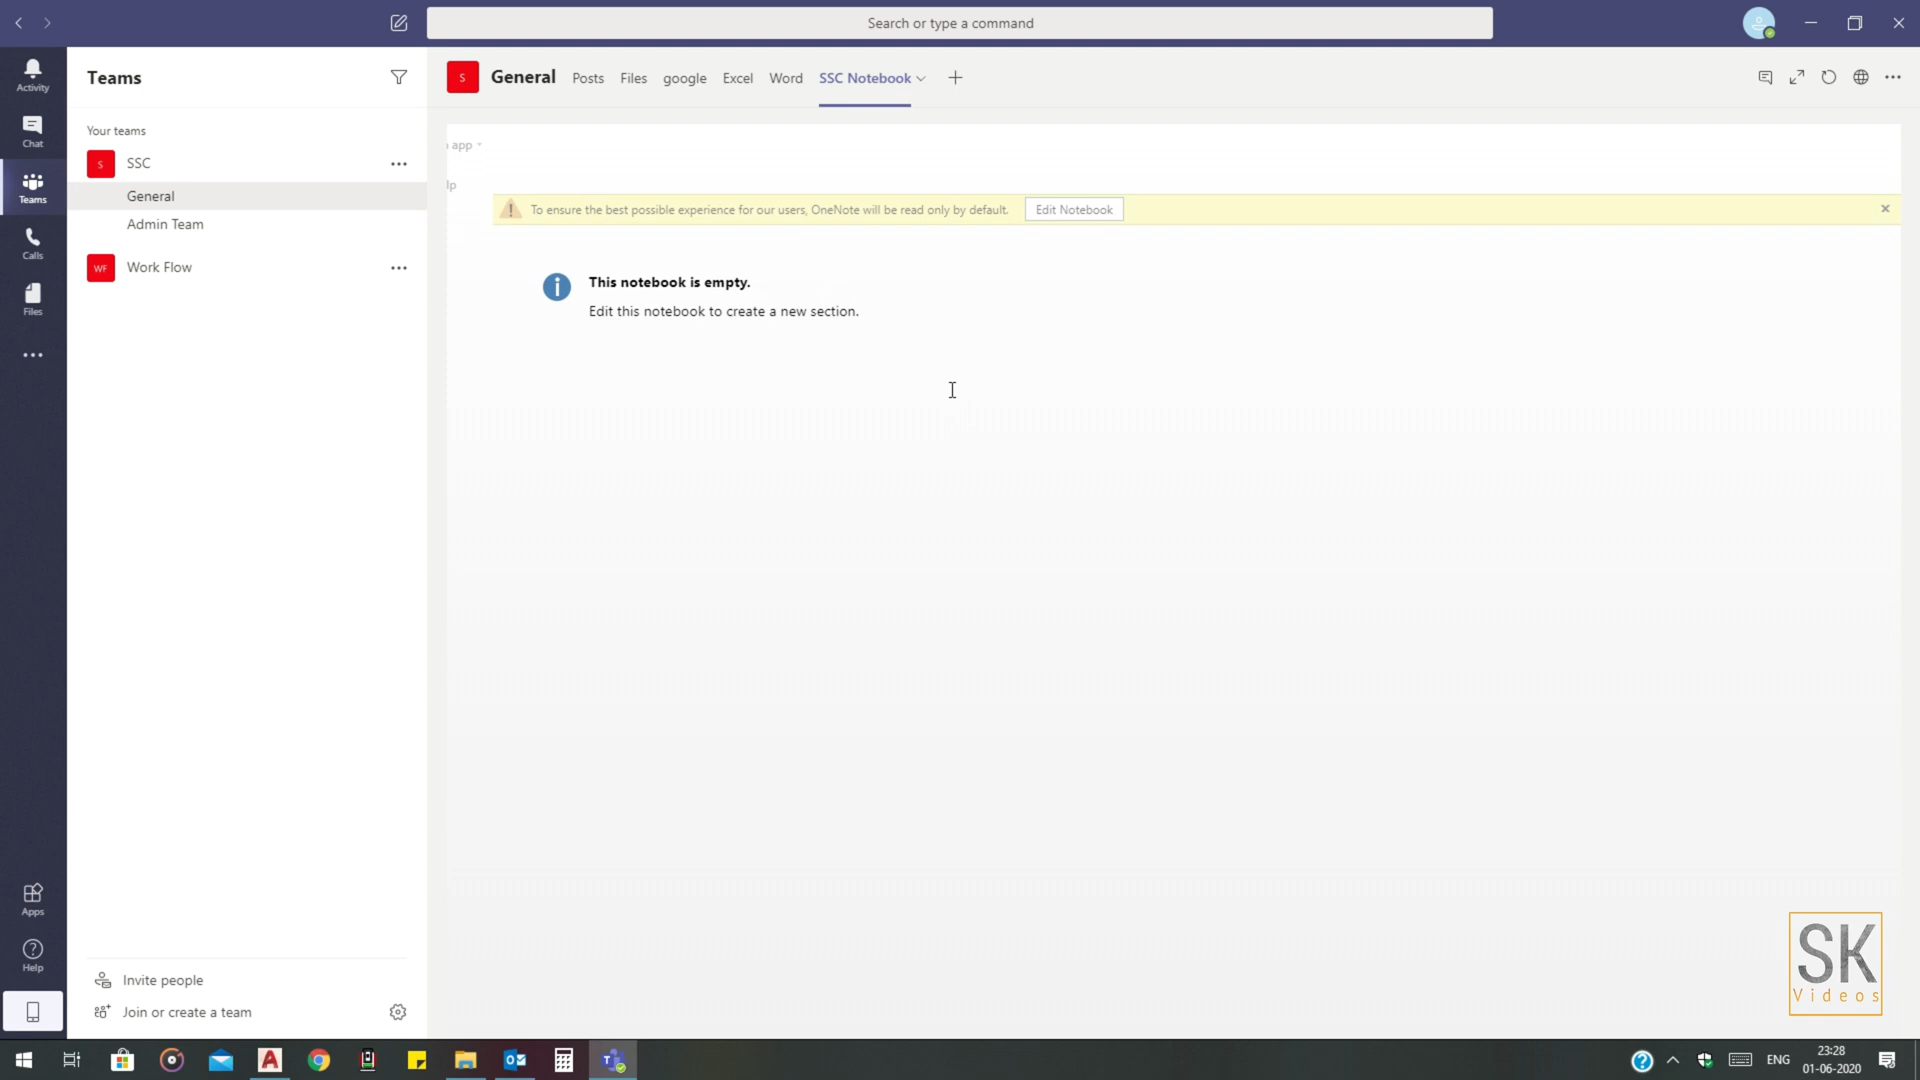 Search or type a command
Activity
Chat
Teams
Calls
Files
Apps
Help
Teams
Your teams
S SSC
General
Admin Team
WF Work Flow
Invite people
Join or create a team
S General Posts Files google Excel Word SSC Notebook
app
lp
To ensure the best possible experience for our users, OneNote will be read only by default. Edit Notebook
This notebook is empty.
Edit this notebook to create a new section.
SK
Videos
ENG
23:28
01-06-2020